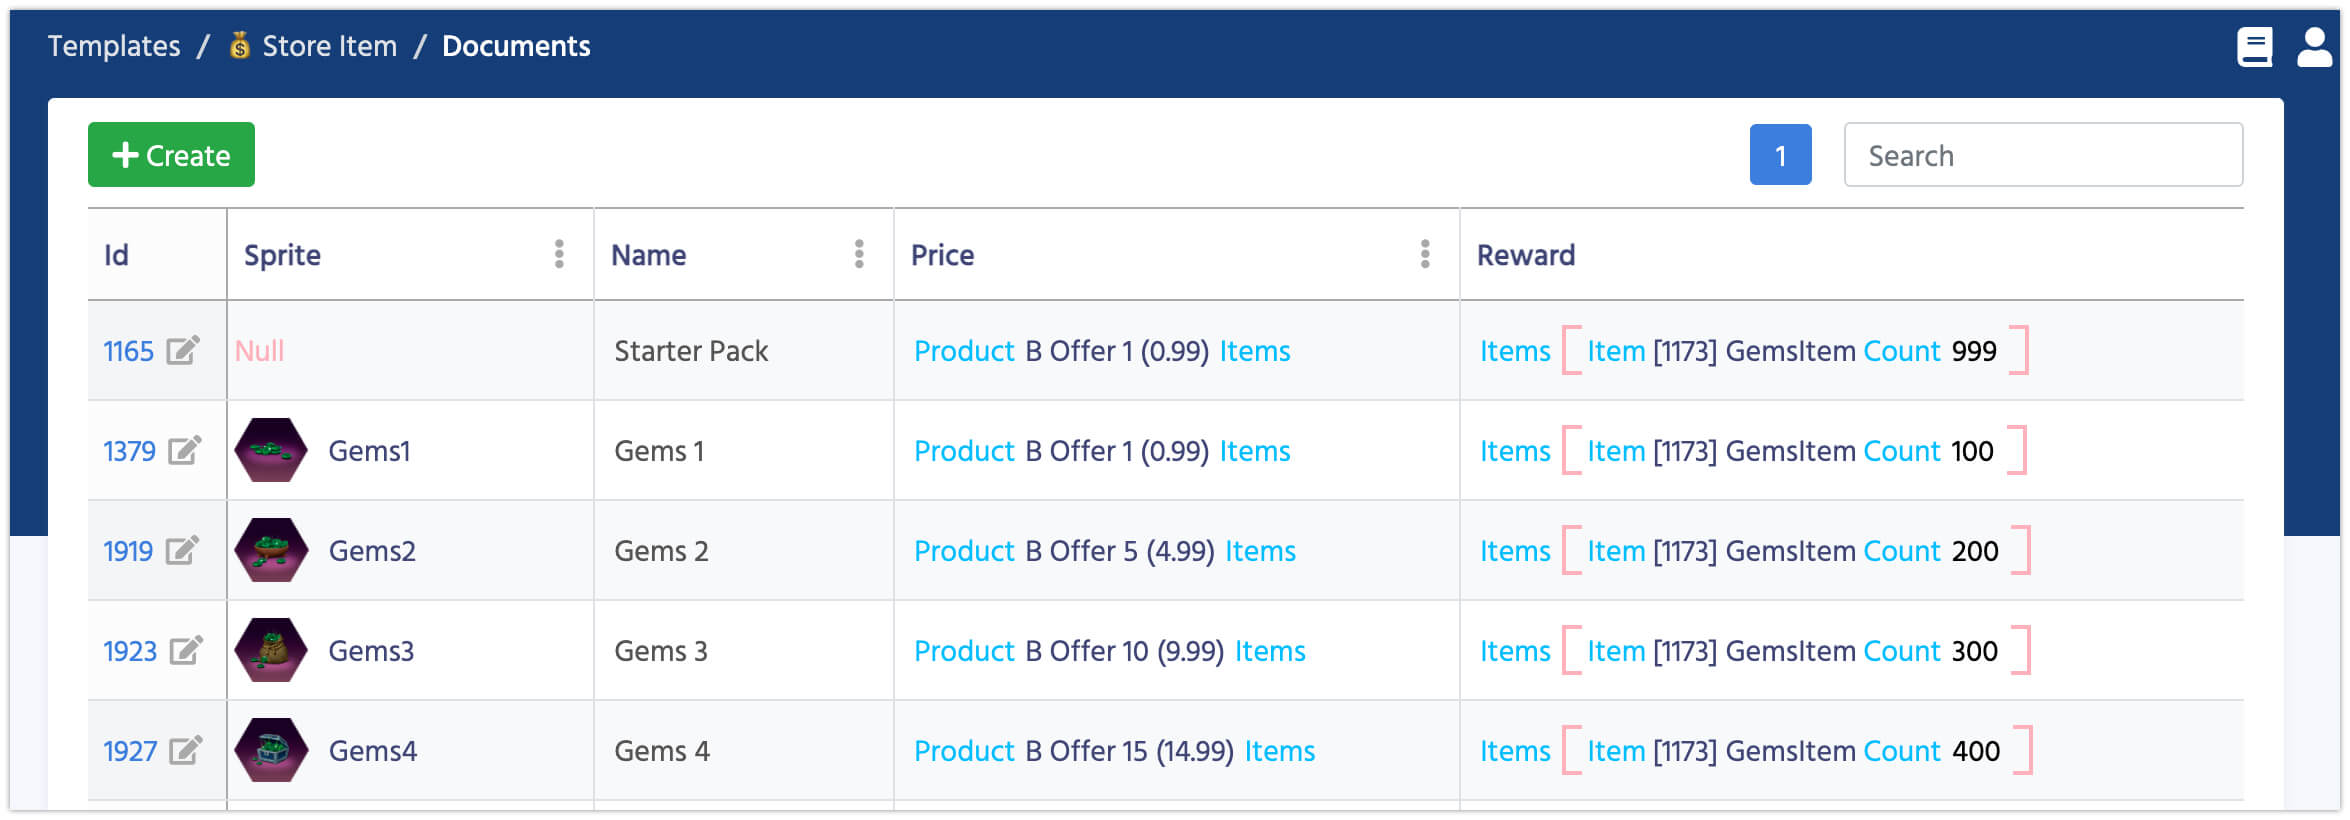 Templates / Store Item / Documents
Create 1 Search
Id Sprite Name Price Reward
1165 Null Starter Pack Product B Offer 1 (0.99) Items Items [ Item [1173] GemsItem Count 999 ]
1379 Gems1 Gems 1 Product B Offer 1 (0.99) Items Items [ Item [1173] GemsItem Count 100 ]
1919 Gems2 Gems 2 Product B Offer 5 (4.99) Items Items [ Item [1173] GemsItem Count 200 ]
1923 Gems3 Gems 3 Product B Offer 10 (9.99) Items Items [ Item [1173] GemsItem Count 300 ]
1927 Gems4 Gems 4 Product B Offer 15 (14.99) Items Items [ Item [1173] GemsItem Count 400 ]